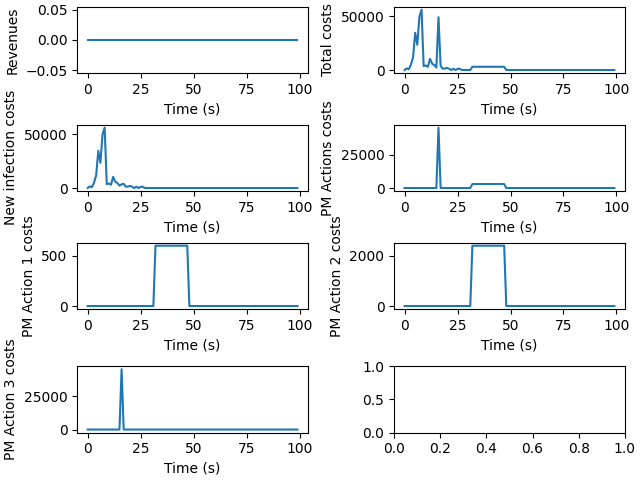 Revenues
0.05
0.00
−0.05
0 25 50 75 100
Time (s)
Total costs
50000
0
0 25 50 75 100
Time (s)
New infection costs
50000
0
0 25 50 75 100
Time (s)
PM Actions costs
25000
0
0 25 50 75 100
Time (s)
PM Action 1 costs
500
0
0 25 50 75 100
Time (s)
PM Action 2 costs
2000
0
0 25 50 75 100
Time (s)
PM Action 3 costs
25000
0
0 25 50 75 100
Time (s)
1.0
0.5
0.0
0.0 0.2 0.4 0.6 0.8 1.0